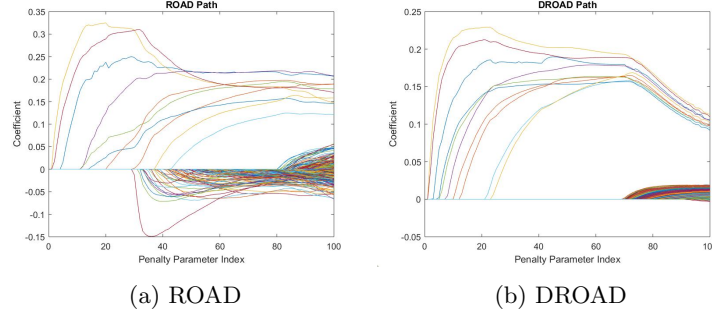 ROAD Path
0.35
0.3
0.25
0.2
0.15
0.1
0.05
0
-0.05
-0.1
-0.15
Coefficient
0 20 40 60 80 100
Penalty Parameter Index
(a) ROAD
DROAD Path
0.25
0.2
0.15
0.1
0.05
0
-0.05
Coefficient
0 20 40 60 80 100
Penalty Parameter Index
(b) DROAD